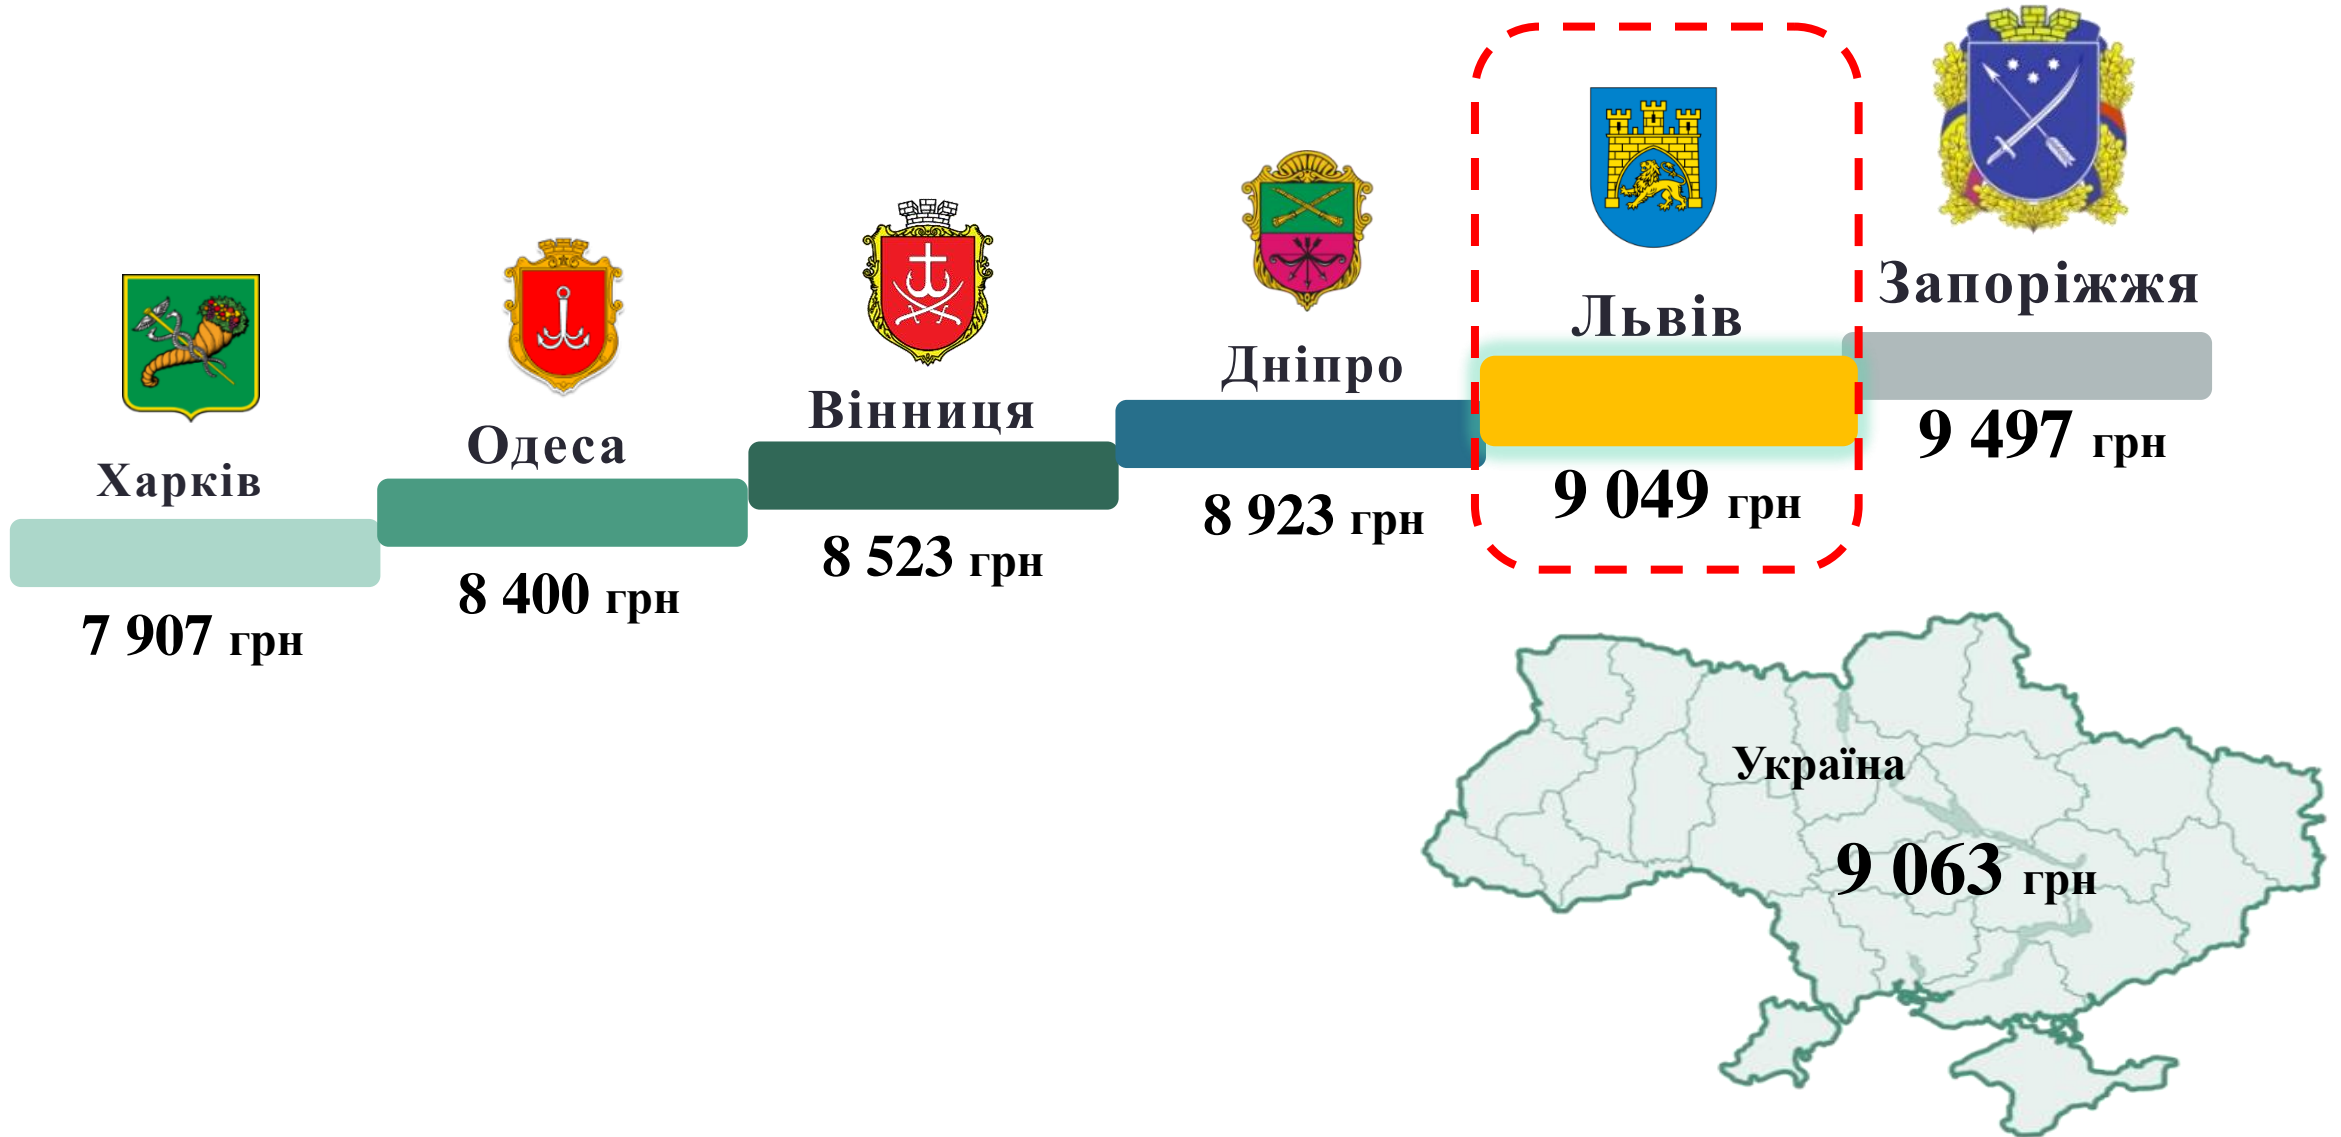 Харків
7 907 грн
Одеса
8 400 грн
Вінниця
8 523 грн
Дніпро
8 923 грн
Львів
9 049 грн
Запоріжжя
9 497 грн
Україна
9 063 грн